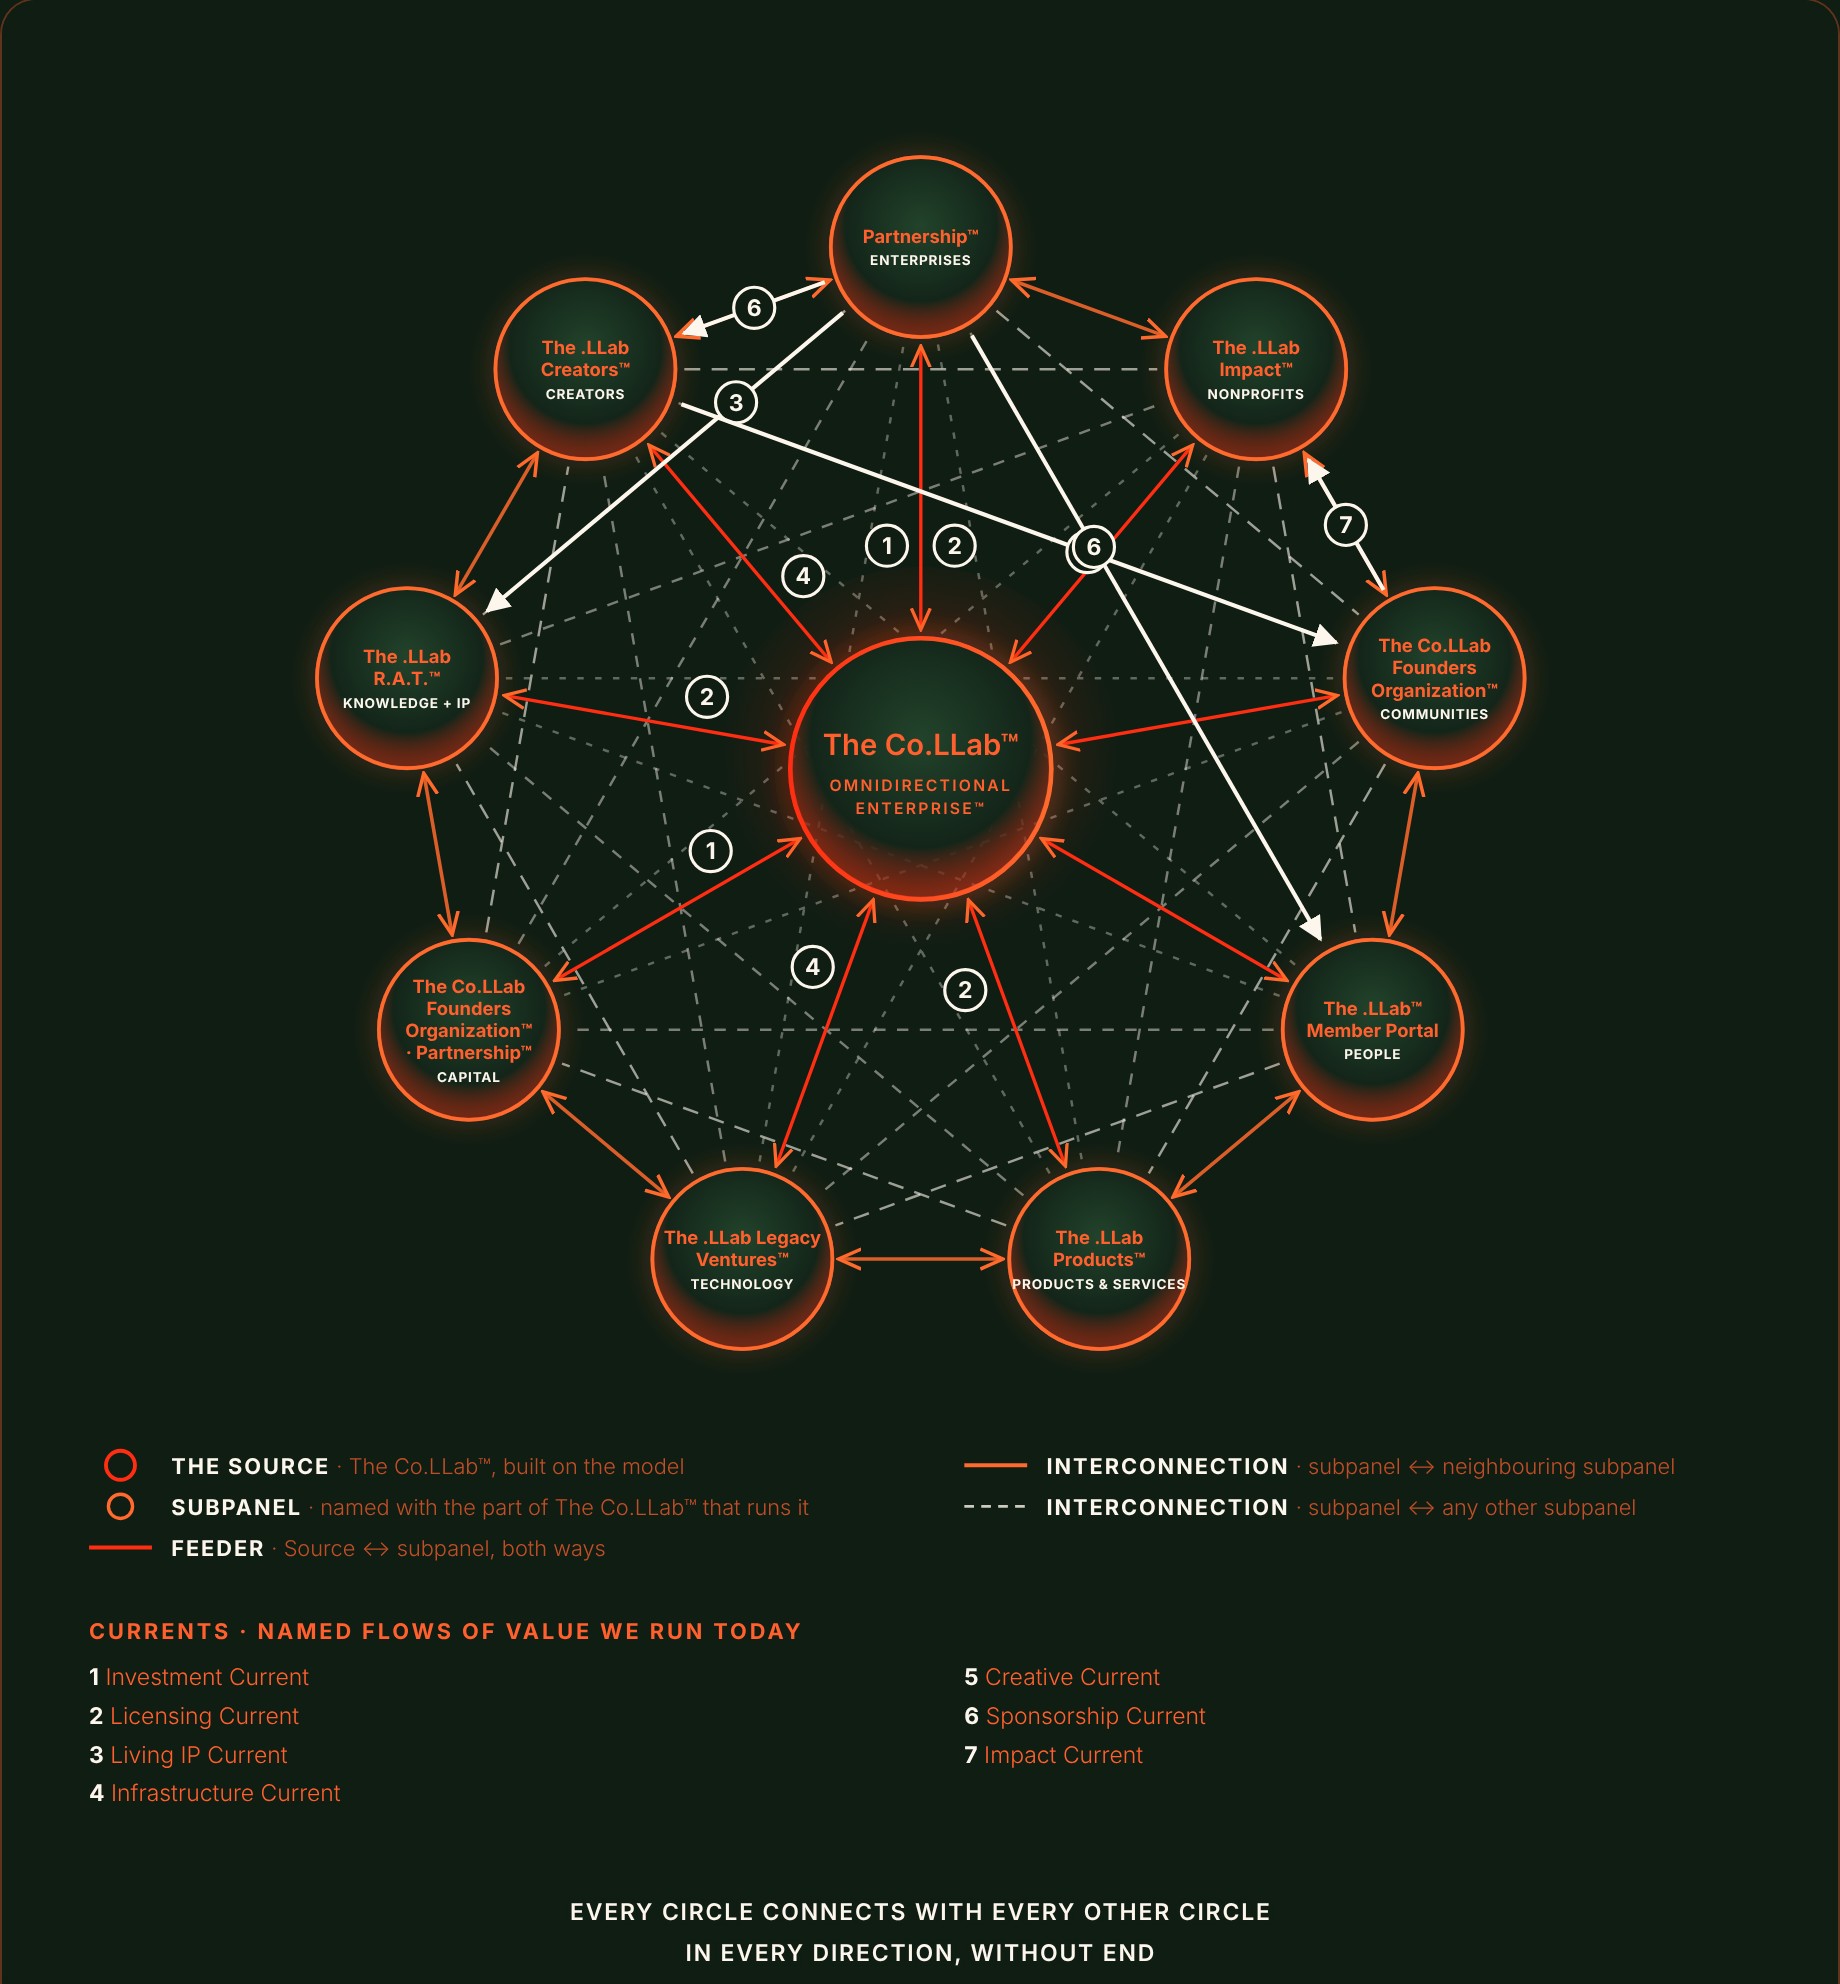 Partnership™
ENTERPRISES
6
The .LLab
Creators™
CREATORS
The .LLab
Impact™
NONPROFITS
3
7
1
2
6
4
The .LLab
R.A.T.™
KNOWLEDGE + IP
The Co.LLab
Founders
Organization™
COMMUNITIES
2
The Co.LLab™
OMNIDIRECTIONAL
ENTERPRISE™
1
4
2
The Co.LLab
Founders
Organization™
· Partnership™
CAPITAL
The .LLab™
Member Portal
PEOPLE
The .LLab Legacy
Ventures™
TECHNOLOGY
The .LLab
Products™
PRODUCTS & SERVICES
THE SOURCE · The Co.LLab™, built on the model
SUBPANEL · named with the part of The Co.LLab™ that runs it
FEEDER · Source ↔ subpanel, both ways
INTERCONNECTION · subpanel ↔ neighbouring subpanel
INTERCONNECTION · subpanel ↔ any other subpanel
CURRENTS · NAMED FLOWS OF VALUE WE RUN TODAY
1 Investment Current
2 Licensing Current
3 Living IP Current
4 Infrastructure Current
5 Creative Current
6 Sponsorship Current
7 Impact Current
EVERY CIRCLE CONNECTS WITH EVERY OTHER CIRCLE
IN EVERY DIRECTION, WITHOUT END